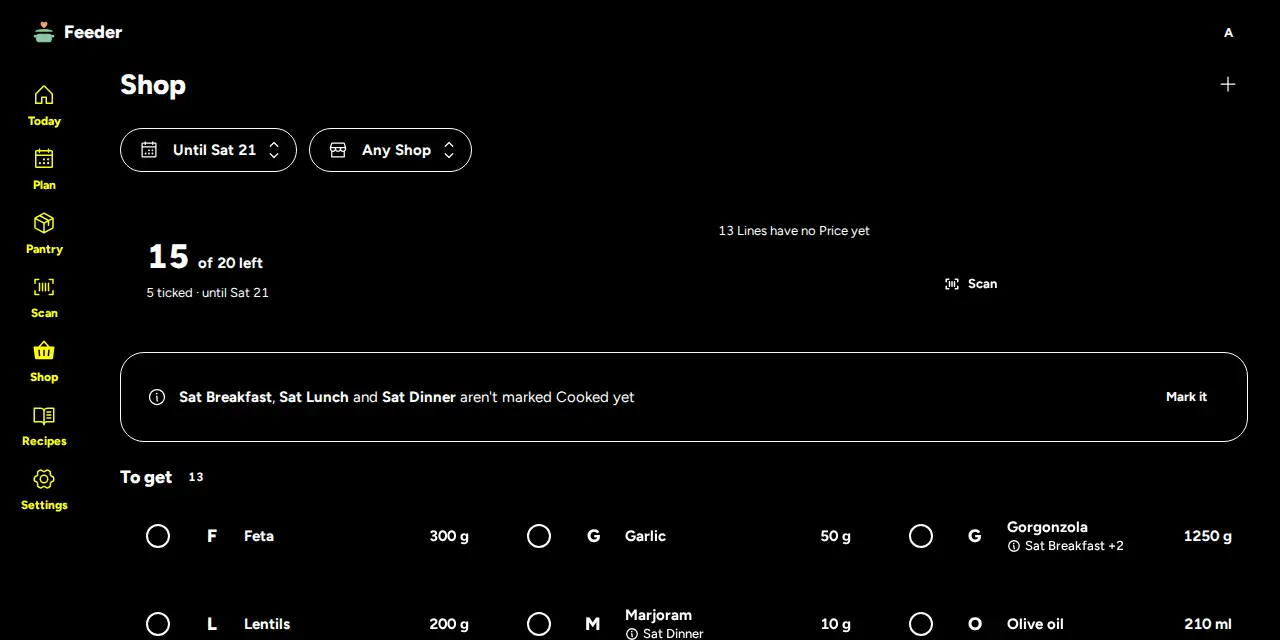 Feeder
A
Shop
Today
Until Sat 21
Any Shop
Plan
13 Lines have no Price yet
Pantry
15 of 20 left
Scan
5 ticked · until Sat 21
Scan
Shop
Sat Breakfast, Sat Lunch and Sat Dinner aren't marked Cooked yet
Mark it
Recipes
To get 13
Settings
F Feta 300 g
G Garlic 50 g
G Gorgonzola 1250 g
Sat Breakfast +2
L Lentils 200 g
M Marjoram 10 g
Sat Dinner
O Olive oil 210 ml